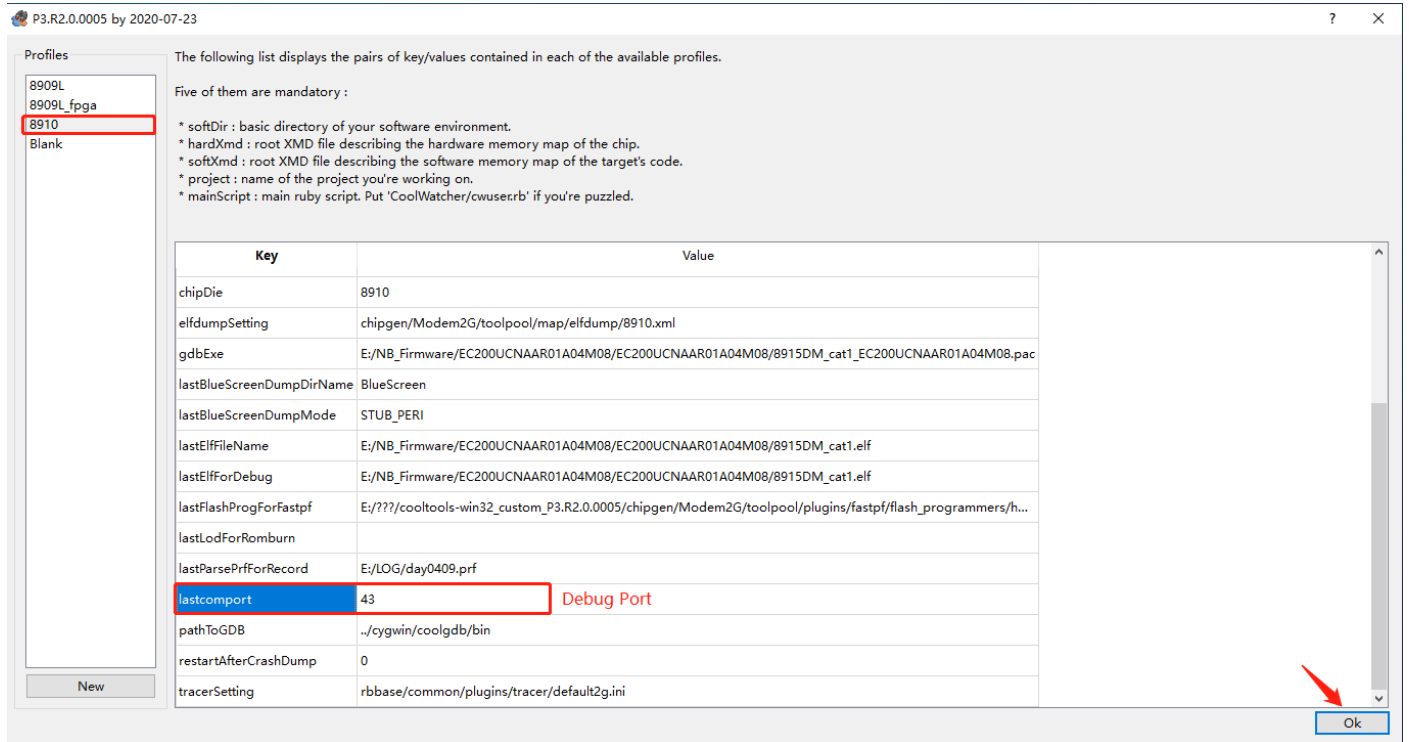 P3.R2.0.0005 by 2020-07-23
Profiles
8909L
8909L_fpga
8910
Blank
New
The following list displays the pairs of key/values contained in each of the available profiles.
Five of them are mandatory :
* softDir : basic directory of your software environment.
* hardXmd : root XMD file describing the hardware memory map of the chip.
* softXmd : root XMD file describing the software memory map of the target's code.
* project : name of the project you're working on.
* mainScript : main ruby script. Put 'CoolWatcher/cwuser.rb' if you're puzzled.
Key Value
chipDie 8910
elfdumpSetting chipgen/Modem2G/toolpool/map/elfdump/8910.xml
gdbExe E:/NB_Firmware/EC200UCNAAR01A04M08/EC200UCNAAR01A04M08/8915DM_cat1_EC200UCNAAR01A04M08.pac
lastBlueScreenDumpDirName BlueScreen
lastBlueScreenDumpMode STUB_PERI
lastElfFileName E:/NB_Firmware/EC200UCNAAR01A04M08/EC200UCNAAR01A04M08/8915DM_cat1.elf
lastElfForDebug E:/NB_Firmware/EC200UCNAAR01A04M08/EC200UCNAAR01A04M08/8915DM_cat1.elf
lastFlashProgForFastpf E:/???/cooltools-win32_custom_P3.R2.0.0005/chipgen/Modem2G/toolpool/plugins/fastpf/flash_programmers/h...
lastLodForRomburn
lastParsePrfForRecord E:/LOG/day0409.prf
lastcomport 43 Debug Port
pathToGDB ../cygwin/coolgdb/bin
restartAfterCrashDump 0
tracerSetting rbbase/common/plugins/tracer/default2g.ini
Ok